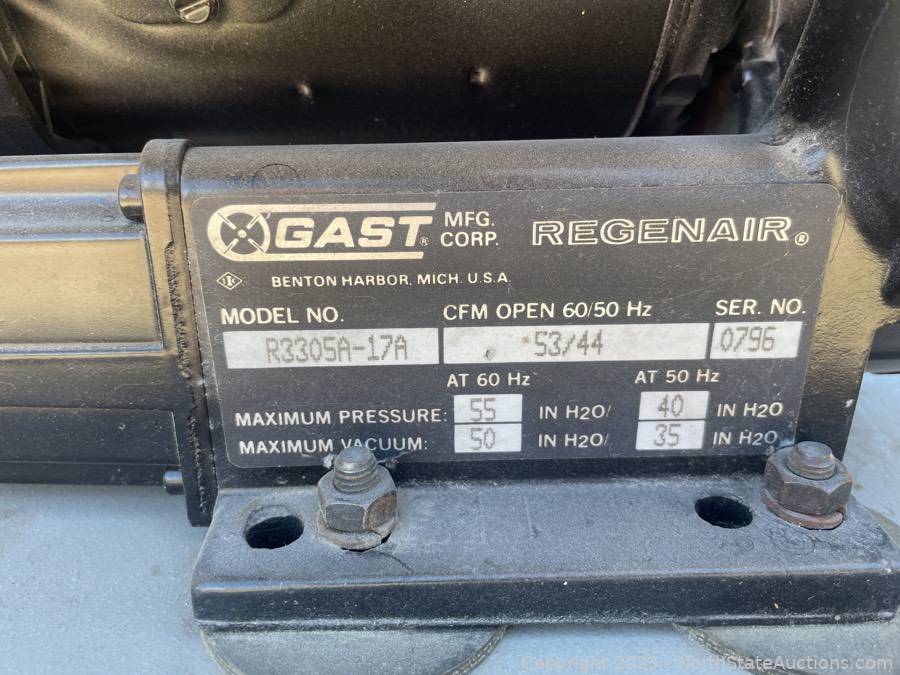 GAST® MFG. CORP. REGENAIR®
BENTON HARBOR, MICH. U.S.A.
MODEL NO. CFM OPEN 60/50 Hz SER. NO.
R3305A-17A 53/44 0796
AT 60 Hz AT 50 Hz
MAXIMUM PRESSURE: 55 IN H2O/ 40 IN H2O
MAXIMUM VACUUM: 50 IN H2O/ 35 IN H2O
Copyright 2023 - NorthStateAuctions.com